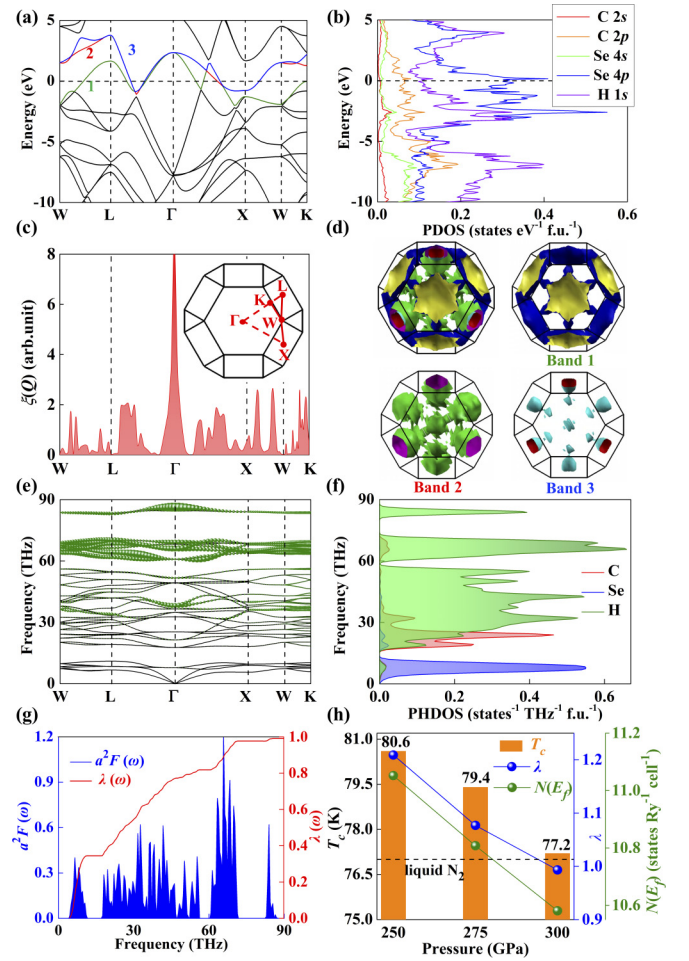 (a)
5
0
-5
-10
Energy (eV)
2
3
1
W L Γ X W K
(b)
5
0
-5
-10
Energy (eV)
C 2s
C 2p
Se 4s
Se 4p
H 1s
0.0 0.2 0.4 0.6
PDOS (states eV⁻¹ f.u.⁻¹)
(c)
8
6
4
2
0
ξ(Q) (arb.unit)
L
K
Γ
W
X
W L Γ X W K
(d)
Band 1
Band 2
Band 3
(e)
90
60
30
0
Frequency (THz)
W L Γ X W K
(f)
90
60
30
0
Frequency (THz)
C
Se
H
0.0 0.2 0.4 0.6
PHDOS (states⁻¹ THz⁻¹ f.u.⁻¹)
(g)
1.2
0.9
0.6
0.3
0.0
a²F (ω)
a²F (ω)
λ (ω)
1.0
0.8
0.6
0.4
0.2
0.0
λ (ω)
0 30 60 90
Frequency (THz)
(h)
81.0
79.5
78.0
76.5
75.0
T_c (K)
80.6
79.4
77.2
T_c
λ
N(E_f)
liquid N₂
1.2
1.1
1.0
0.9
λ
11.2
11.0
10.8
10.6
N(E_f) (states Ry⁻¹ cell⁻¹)
250 275 300
Pressure (GPa)